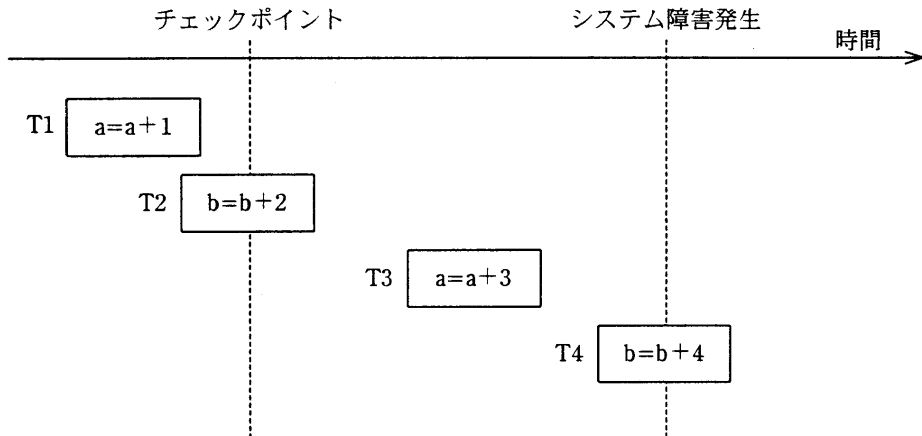 チェックポイント
システム障害発生
時間
T1 a=a+1
T2 b=b+2
T3 a=a+3
T4 b=b+4